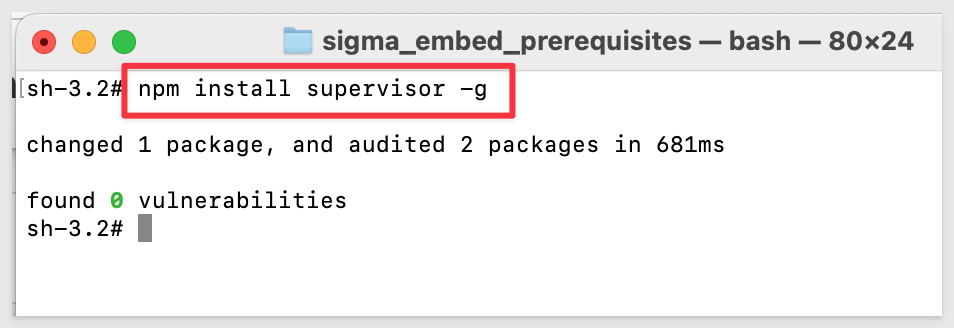 sigma_embed_prerequisites — bash — 80×24
sh-3.2# npm install supervisor -g
changed 1 package, and audited 2 packages in 681ms
found 0 vulnerabilities
sh-3.2#